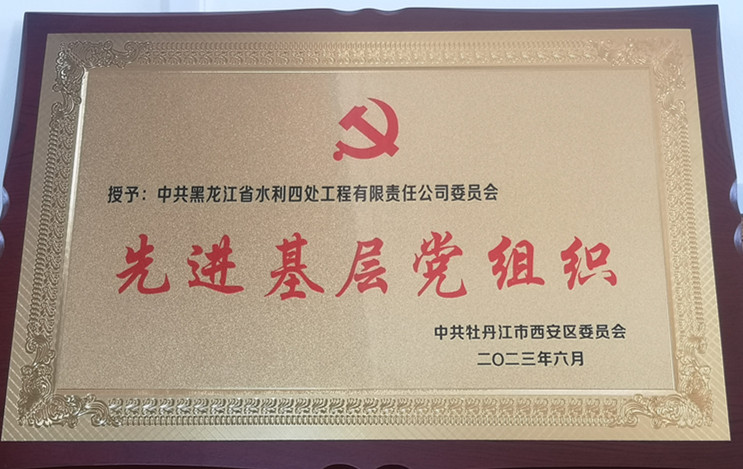 授予：中共黑龙江省水利四处工程有限责任公司委员会
先进基层党组织
中共牡丹江市西安区委员会
二〇二三年六月